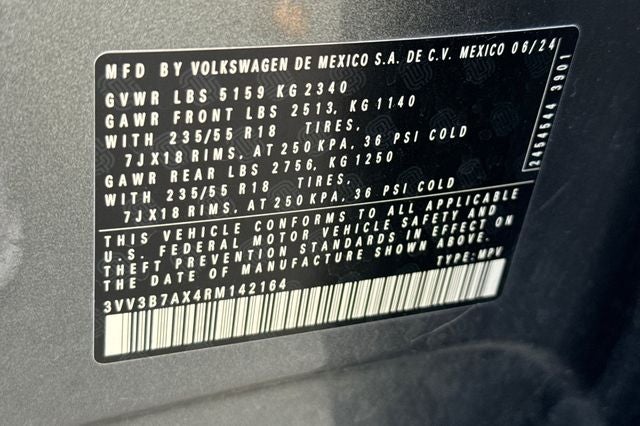 MFD BY VOLKSWAGEN DE MEXICO S.A. DE C.V. MEXICO 06/24
GVWR LBS 5159 KG 2340
GAWR FRONT LBS 2513, KG 1140
WITH 235/55 R18 TIRES,
7JX18 RIMS, AT 250 KPA, 36 PSI COLD
GAWR REAR LBS 2756, KG 1250
WITH 235/55 R18 TIRES,
7JX18 RIMS, AT 250 KPA, 36 PSI COLD
THIS VEHICLE CONFORMS TO ALL APPLICABLE
U.S. FEDERAL MOTOR VEHICLE SAFETY AND
THEFT PREVENTION STANDARDS IN EFFECT ON
THE DATE OF MANUFACTURE SHOWN ABOVE.
3VV3B7AX4RM142164 TYPE: MPV
2454544 3901